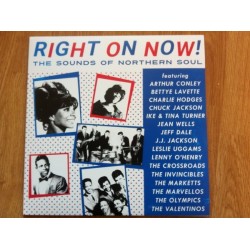 RIGHT ON NOW!
THE SOUNDS OF NORTHERN SOUL
featuring
ARTHUR CONLEY
BETTYE LAVETTE
CHARLIE HODGES
CHUCK JACKSON
IKE & TINA TURNER
JEAN WELLS
JEFF DALE
J.J. JACKSON
LESLIE UGGAMS
LENNY O'HENRY
THE CROSSROADS
THE INVINCIBLES
THE MARKETTS
THE MARVELLOS
THE OLYMPICS
THE VALENTINOS